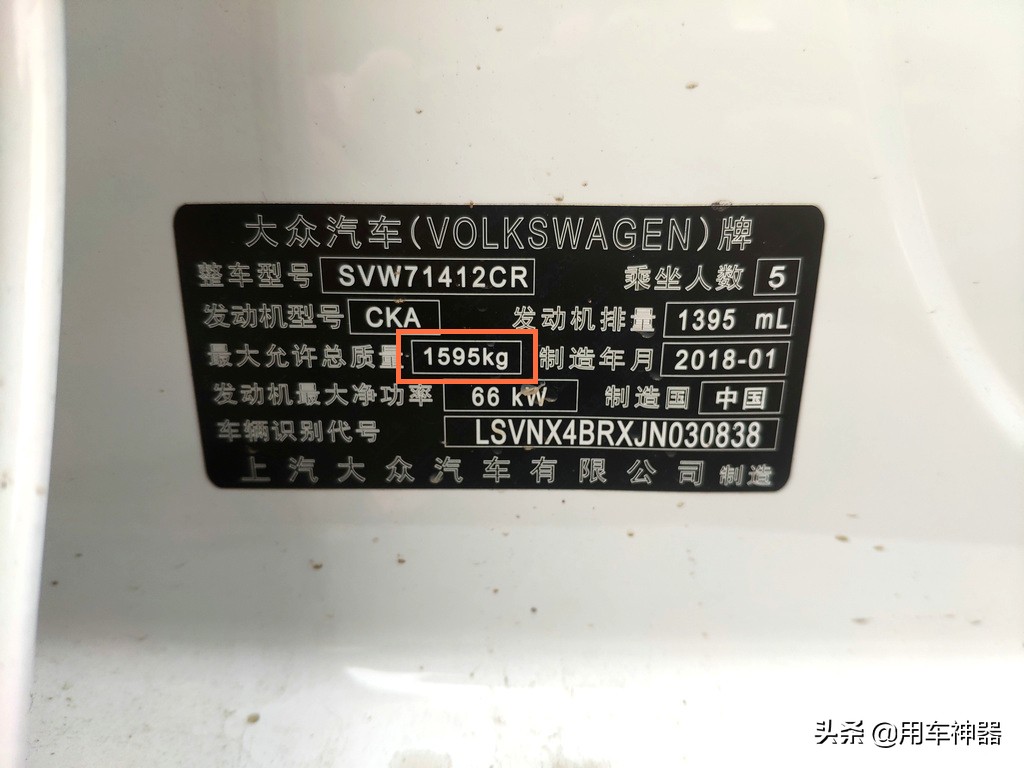 大众汽车(VOLKSWAGEN)牌
整车型号 SVW71412CR 乘坐人数 5
发动机型号 CKA 发动机排量 1395 mL
最大允许总质量 1595kg 制造年月 2018-01
发动机最大净功率 66 kW 制造国 中国
车辆识别代号 LSVNX4BRXJN030838
上汽大众汽车有限公司 制造
头条 @用车神器